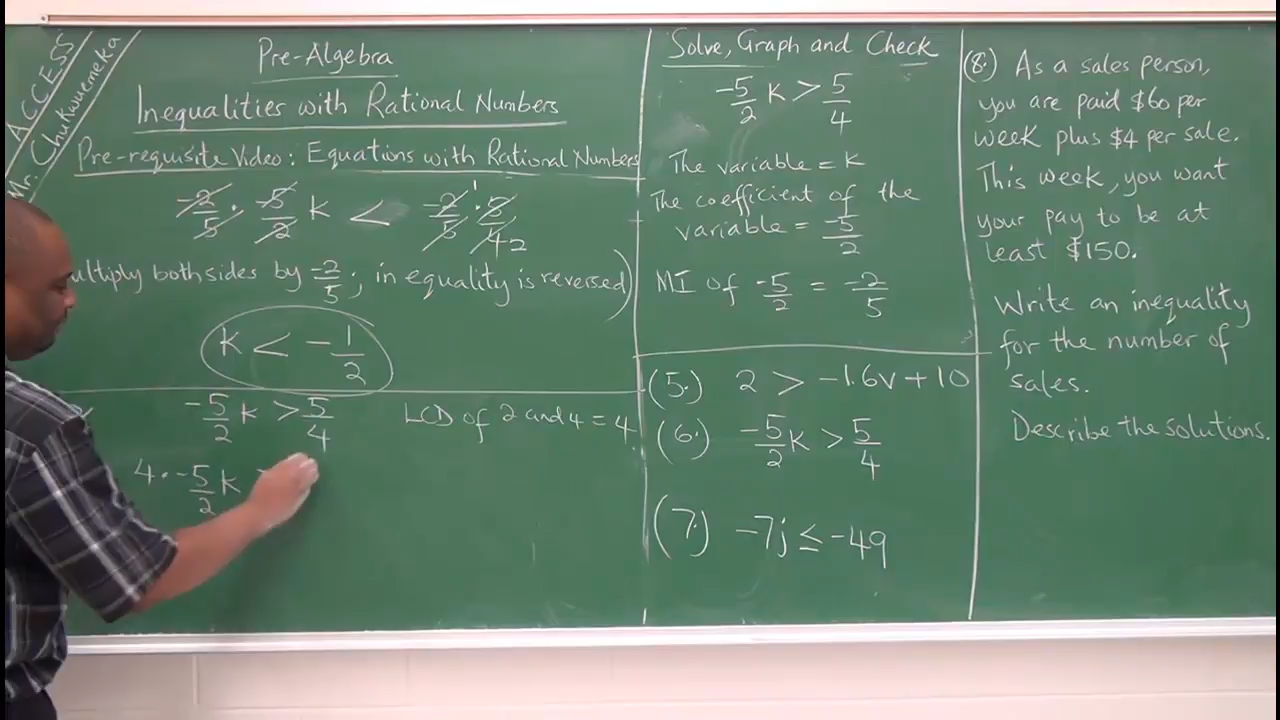 ACCESS
Mr. Chukwuemeka
Pre-Algebra
Inequalities with Rational Numbers
Pre-requisite Video: Equations with Rational Numbers
-2/5 · -5/2 k < -2/5 · 5/4 1 2
multiply both sides by -2/5; inequality is reversed)
k < -1/2
-5/2 k > 5/4 LCD of 2 and 4 = 4
4 · -5/2 k >
Solve, Graph and Check
-5/2 k > 5/4
The variable = k
The coefficient of the
variable = -5/2
MI of -5/2 = -2/5
(5.) 2 > -1.6v + 10
(6.) -5/2 k > 5/4
(7.) -7j ≤ -49
(8.) As a sales person,
you are paid $60 per
week plus $4 per sale.
This week, you want
your pay to be at
least $150.
Write an inequality
for the number of
sales.
Describe the solutions.